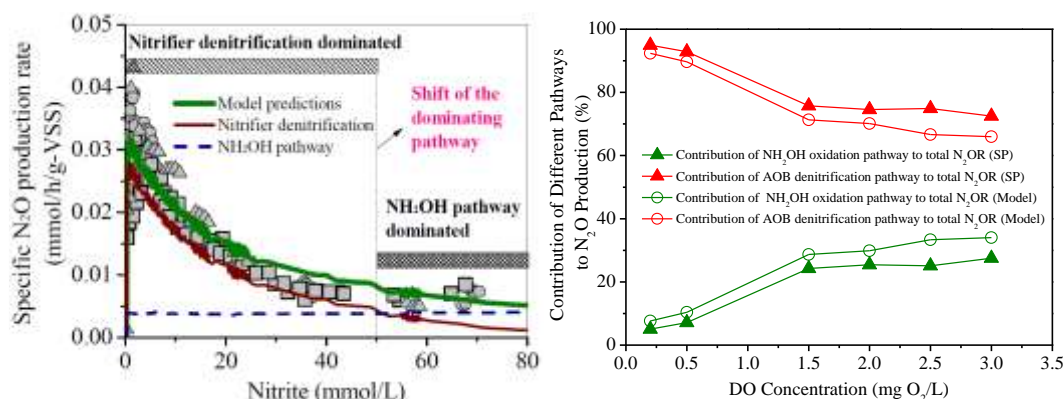 Specific N₂O production rate
(mmol/h/g-VSS)
0.05
0.04
0.03
0.02
0.01
0.00
Nitrifier denitrification dominated
Model predictions
Nitrifier denitrification
NH₂OH pathway
Shift of the
dominating
pathway
NH₂OH pathway
dominated
0 20 40 60 80
Nitrite (mmol/L)
Contribution of Different Pathways
to N₂O Production (%)
100
80
60
40
20
0
Contribution of NH₂OH oxidation pathway to total N₂OR (SP)
Contribution of AOB denitrification pathway to total N₂OR (SP)
Contribution of NH₂OH oxidation pathway to total N₂OR (Model)
Contribution of AOB denitrification pathway to total N₂OR (Model)
0.0 0.5 1.0 1.5 2.0 2.5 3.0 3.5
DO Concentration (mg O₂/L)